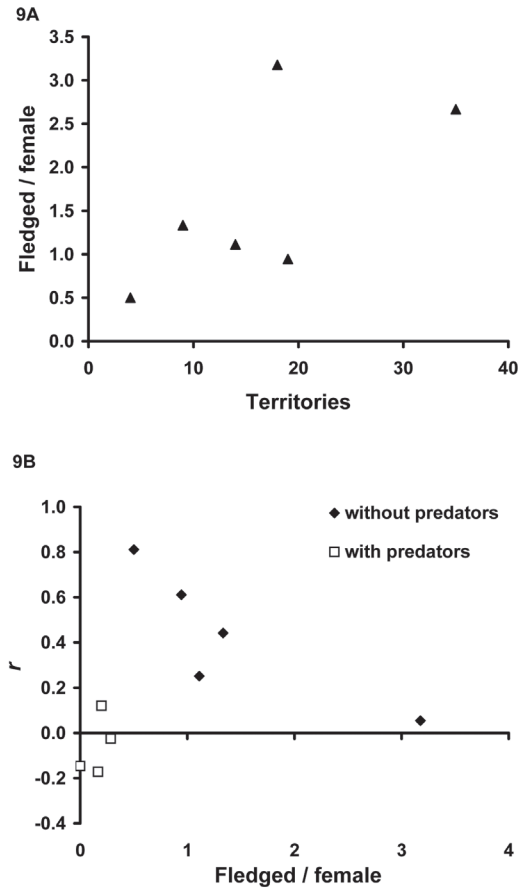 9A
3.5
3.0
2.5
2.0
1.5
1.0
0.5
0.0
Fledged / female
0 10 20 30 40
Territories
9B
1.0
0.8
0.6
0.4
0.2
0.0
-0.2
-0.4
r
without predators
with predators
0 1 2 3 4
Fledged / female